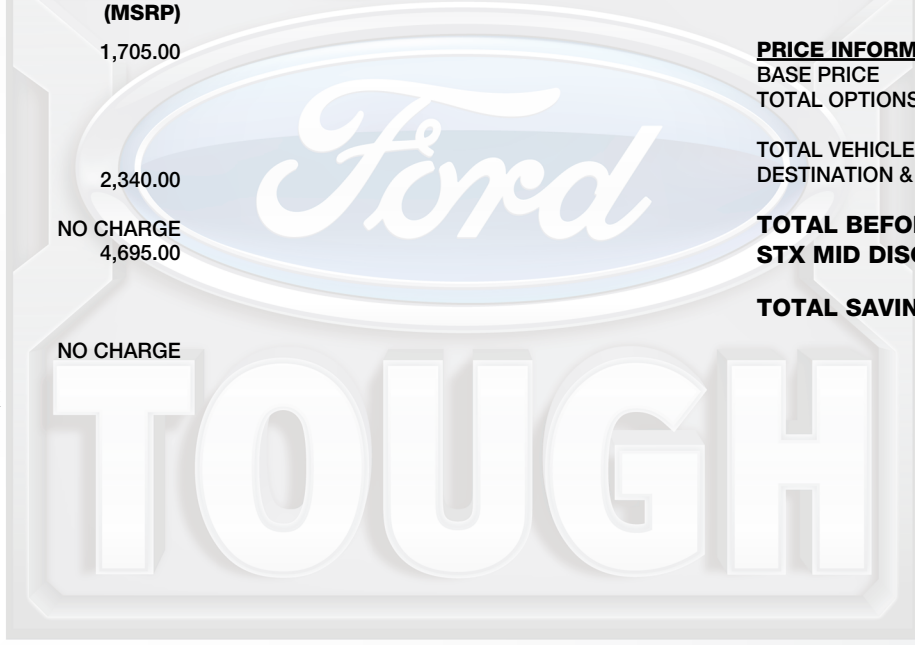 (MSRP)
1,705.00
2,340.00
NO CHARGE
4,695.00
NO CHARGE
PRICE INFORM
BASE PRICE
TOTAL OPTIONS
TOTAL VEHICLE
DESTINATION &
TOTAL BEFO
STX MID DISC
TOTAL SAVIN
Ford
TOUGH